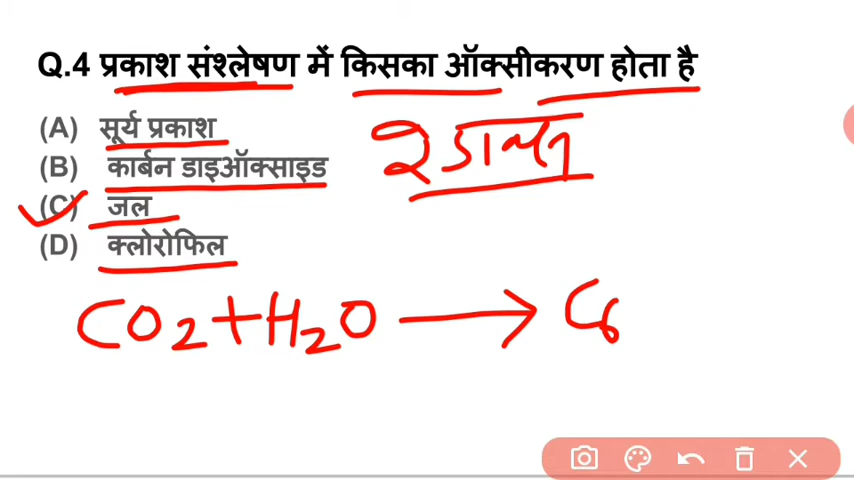 Q.4 प्रकाश संश्लेषण में किसका ऑक्सीकरण होता है
(A) सूर्य प्रकाश
(B) कार्बन डाइऑक्साइड
(C) जल
(D) क्लोरोफिल
CO2+H2O → C6